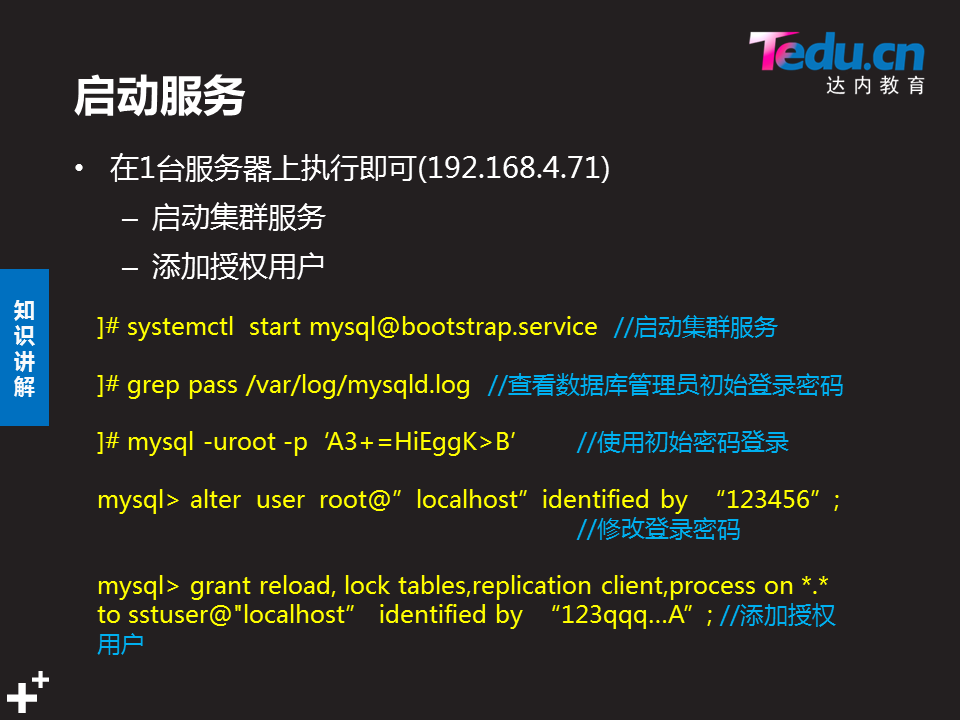 Tedu.cn
达内教育
启动服务
• 在1台服务器上执行即可(192.168.4.71)
– 启动集群服务
– 添加授权用户
知
识
讲
解
]# systemctl  start mysql@bootstrap.service  //启动集群服务
]# grep pass /var/log/mysqld.log  //查看数据库管理员初始登录密码
]# mysql -uroot -p‘A3+=HiEggK>B’  //使用初始密码登录
mysql> alter  user  root@”localhost”identified by  “123456”;
//修改登录密码
mysql> grant reload, lock tables,replication client,process on *.*
to sstuser@"localhost”  identified by  “123qqq…A”; //添加授权
用户